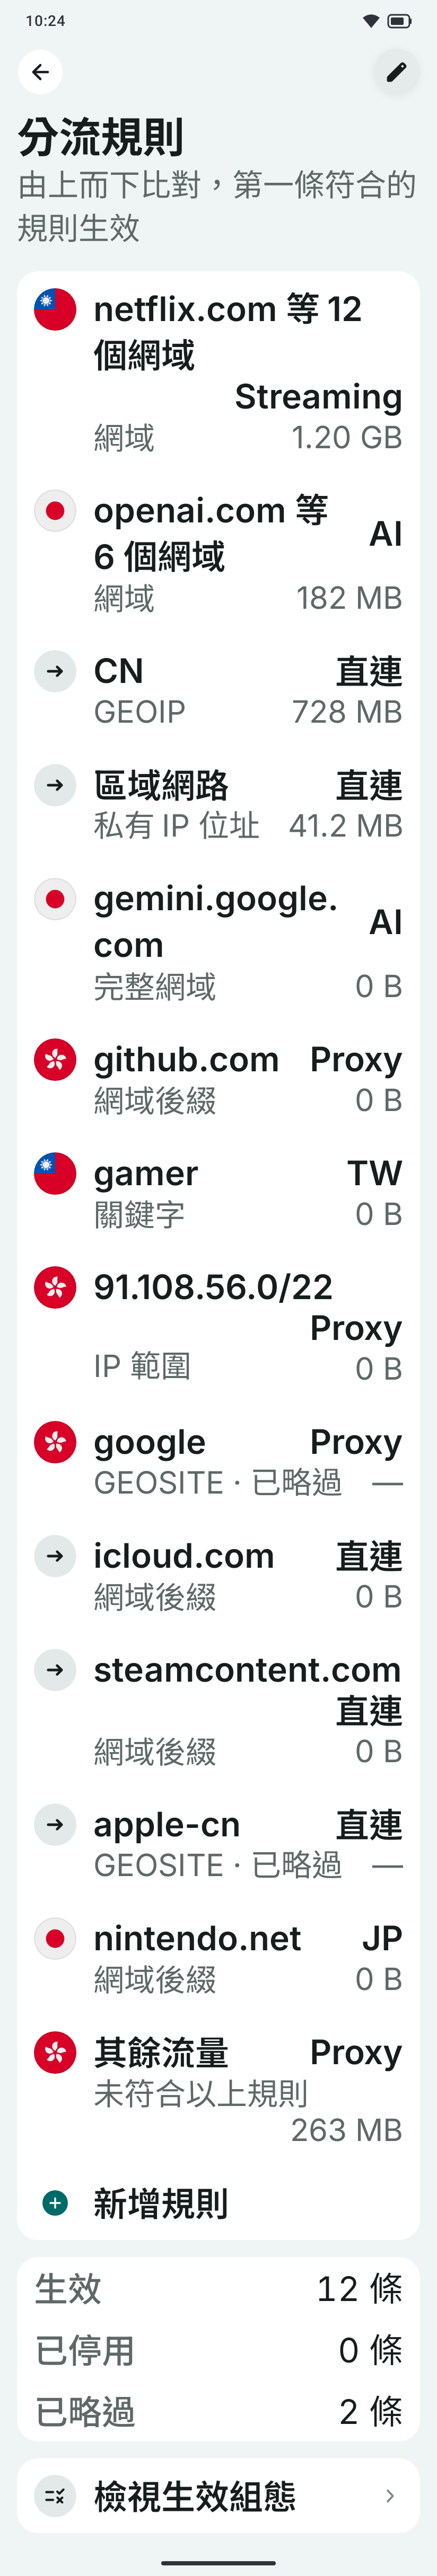 10:24
分流規則
由上而下比對，第一條符合的
規則生效
netflix.com 等 12
個網域
Streaming
網域 1.20 GB
openai.com 等
6 個網域
AI
網域 182 MB
CN 直連
GEOIP 728 MB
區域網路 直連
私有 IP 位址 41.2 MB
gemini.google.
com
AI
完整網域 0 B
github.com Proxy
網域後綴 0 B
gamer TW
關鍵字 0 B
91.108.56.0/22
Proxy
IP 範圍 0 B
google Proxy
GEOSITE · 已略過 —
icloud.com 直連
網域後綴 0 B
steamcontent.com
直連
網域後綴 0 B
apple-cn 直連
GEOSITE · 已略過 —
nintendo.net JP
網域後綴 0 B
其餘流量 Proxy
未符合以上規則
263 MB
新增規則
生效 12 條
已停用 0 條
已略過 2 條
檢視生效組態